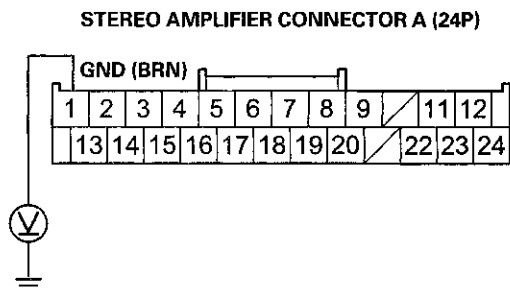 STEREO AMPLIFIER CONNECTOR A (24P)
GND (BRN)
1 2 3 4 5 6 7 8 9 11 12
13 14 15 16 17 18 19 20 22 23 24
V